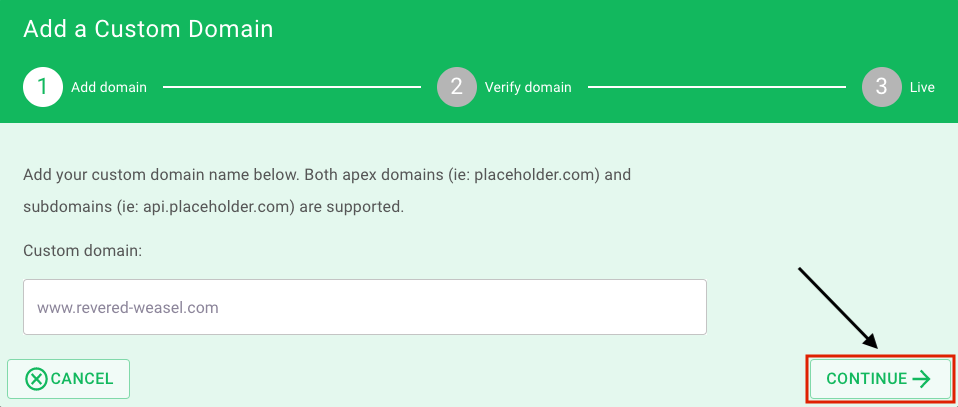 Add a Custom Domain
1 Add domain 2 Verify domain 3 Live
Add your custom domain name below. Both apex domains (ie: placeholder.com) and
subdomains (ie: api.placeholder.com) are supported.
Custom domain:
www.revered-weasel.com
CANCEL CONTINUE